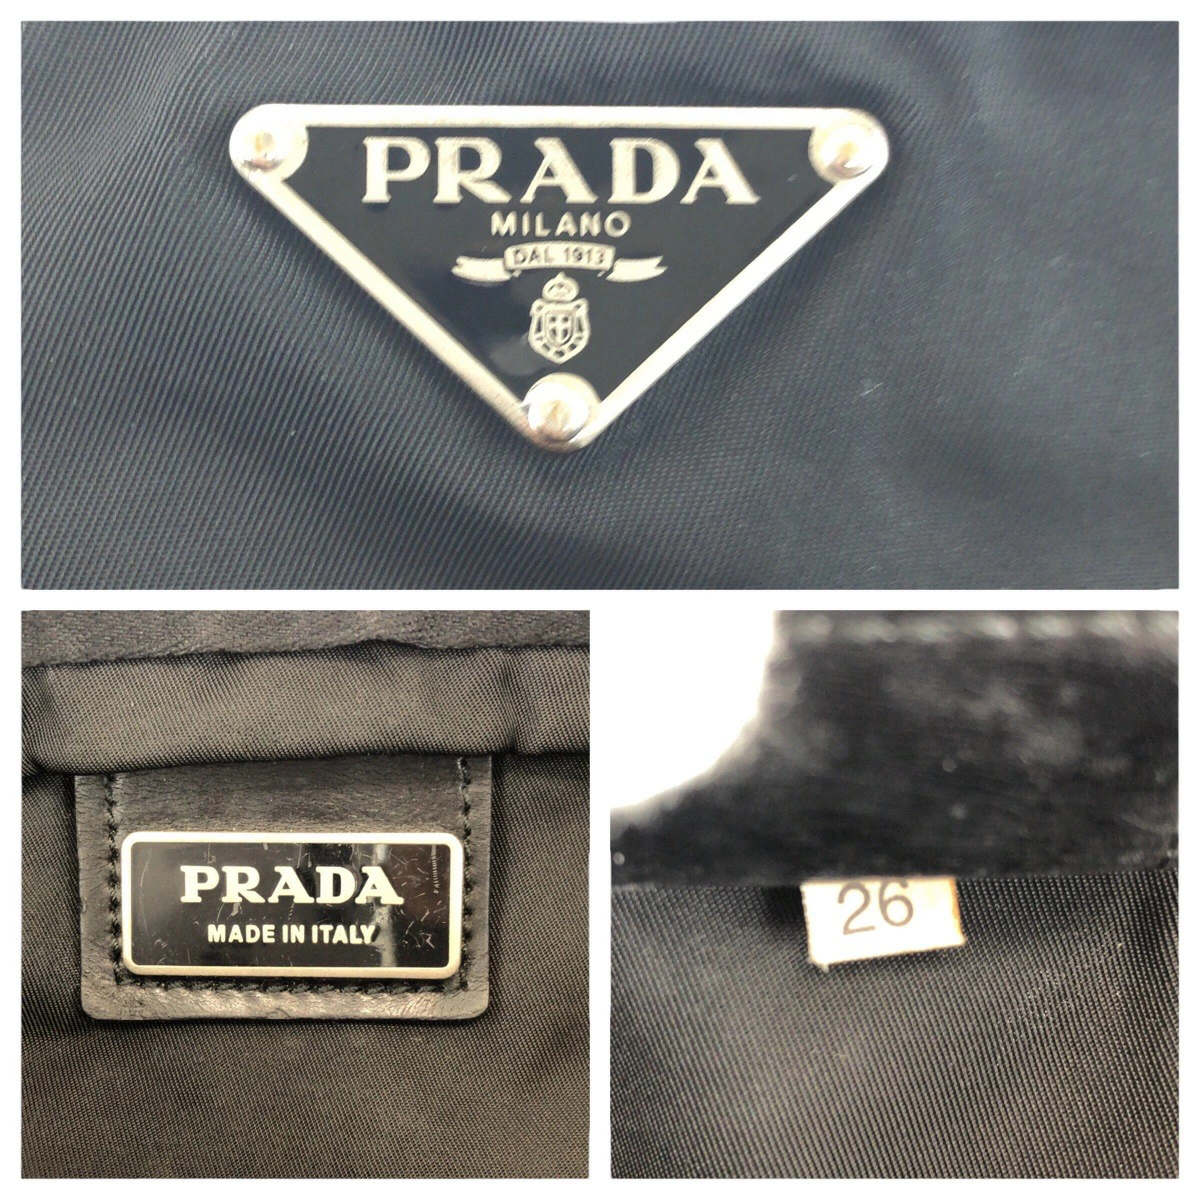 PRADA
MILANO
DAL 1913
PRADA
MADE IN ITALY
26